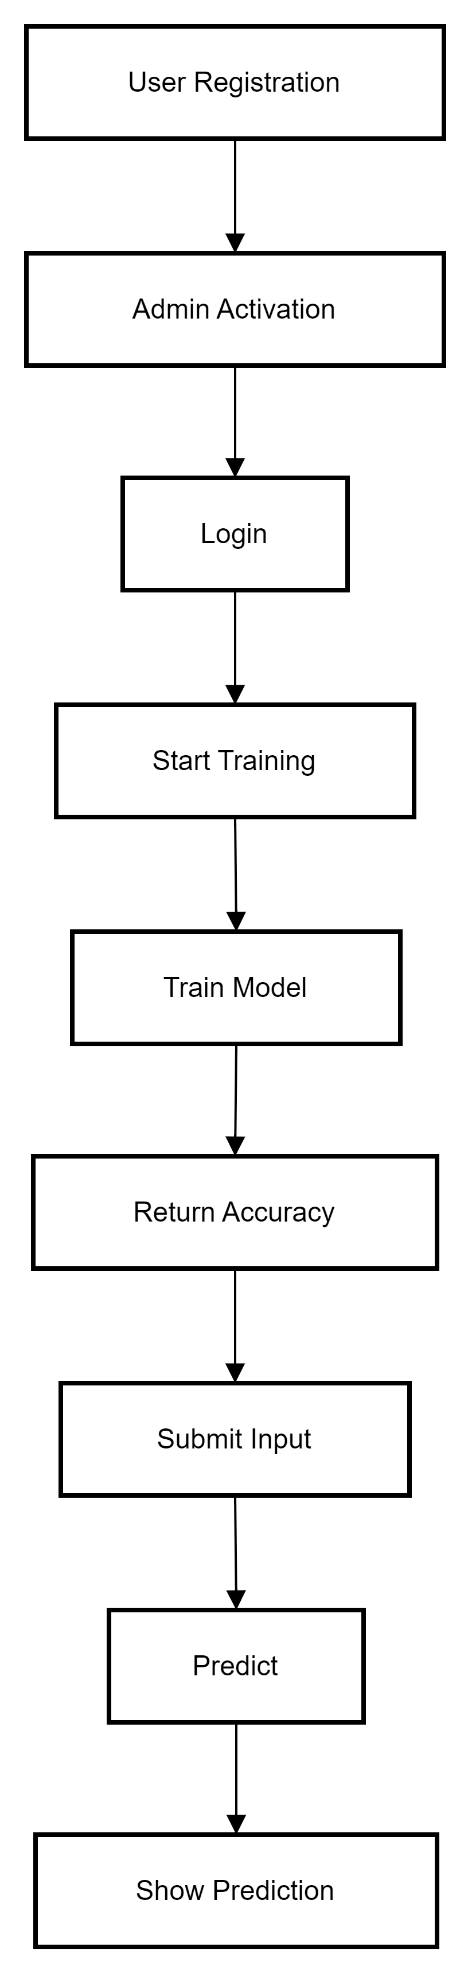 User Registration
Admin Activation
Login
Start Training
Train Model
Return Accuracy
Submit Input
Predict
Show Prediction